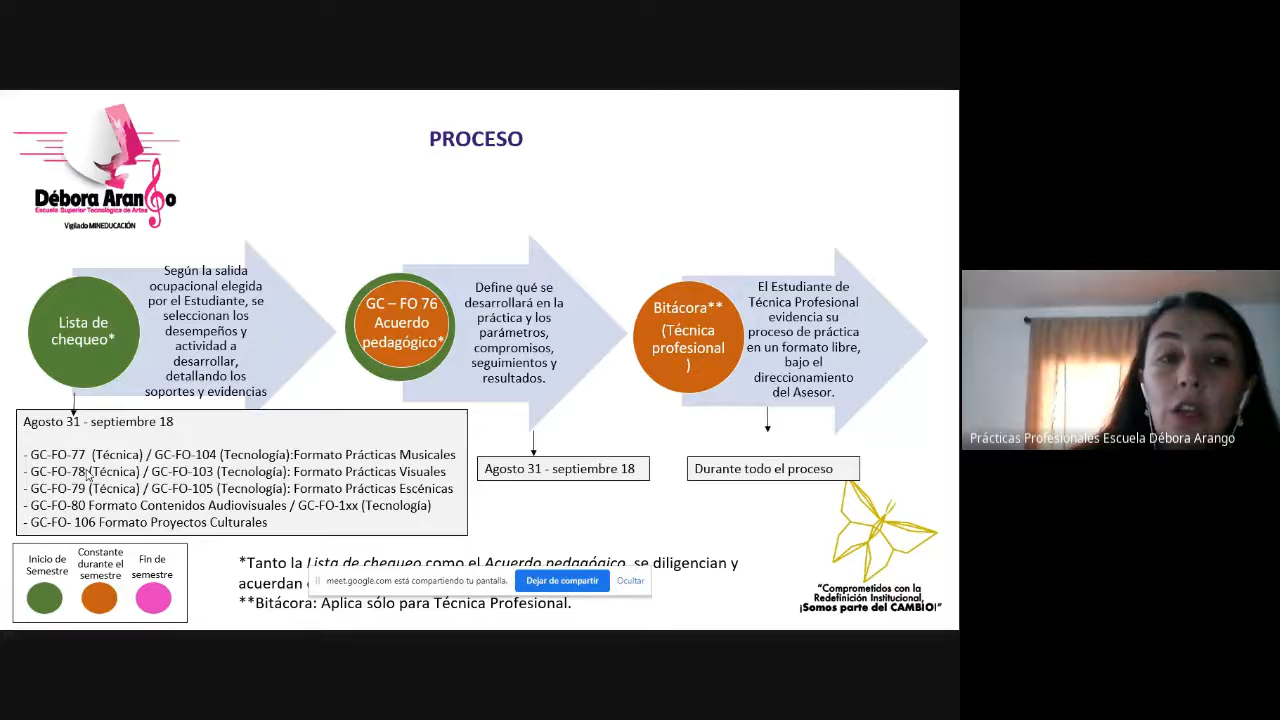 PROCESO
Débora Arango
Escuela Superior Tecnológica de Artes
Vigilado MINEDUCACIÓN
Lista de
chequeo*
Según la salida
ocupacional elegida
por el Estudiante, se
seleccionan los
desempeños y
actividad a
desarrollar,
detallando los
soportes y evidencias
GC – FO 76
Acuerdo
pedagógico*
Define qué se
desarrollará en la
práctica y los
parámetros,
compromisos,
seguimientos y
resultados.
Bitácora**
(Técnica
profesional
)
El Estudiante de
Técnica Profesional
evidencia su
proceso de práctica
en un formato libre,
bajo el
direccionamiento
del Asesor.
Agosto 31 - septiembre 18
- GC-FO-77 (Técnica) / GC-FO-104 (Tecnología):Formato Prácticas Musicales
- GC-FO-78 (Técnica) / GC-FO-103 (Tecnología): Formato Prácticas Visuales
- GC-FO-79 (Técnica) / GC-FO-105 (Tecnología): Formato Prácticas Escénicas
- GC-FO-80 Formato Contenidos Audiovisuales / GC-FO-1xx (Tecnología)
- GC-FO- 106 Formato Proyectos Culturales
Agosto 31 - septiembre 18
Durante todo el proceso
Inicio de
Semestre
Constante
durante el
semestre
Fin de
semestre
*Tanto la Lista de chequeo como el Acuerdo pedagógico, se diligencian y
acuerdan
**Bitácora: Aplica sólo para Técnica Profesional.
meet.google.com está compartiendo tu pantalla.
Dejar de compartir
Ocultar
“Comprometidos con la
Redefinición Institucional,
¡Somos parte del CAMBIO!”
Prácticas Profesionales Escuela Débora Arango